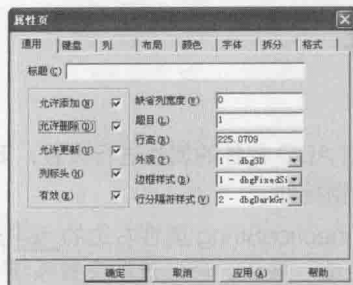 属性页
通用 键盘 列 布局 颜色 字体 拆分 格式
标题(C)
允许添加(N) 缺省列宽度(F) 0
允许删除(D) 题目(L) 1
允许更新(U) 行高(R) 225.0709
列标头(H) 外观(P) 1 - dbg3D
有效(E) 边框样式(B) 1 - dbgFixedSi
行分隔符样式(V) 2 - dbgDarkGr
确定 取消 应用(A) 帮助